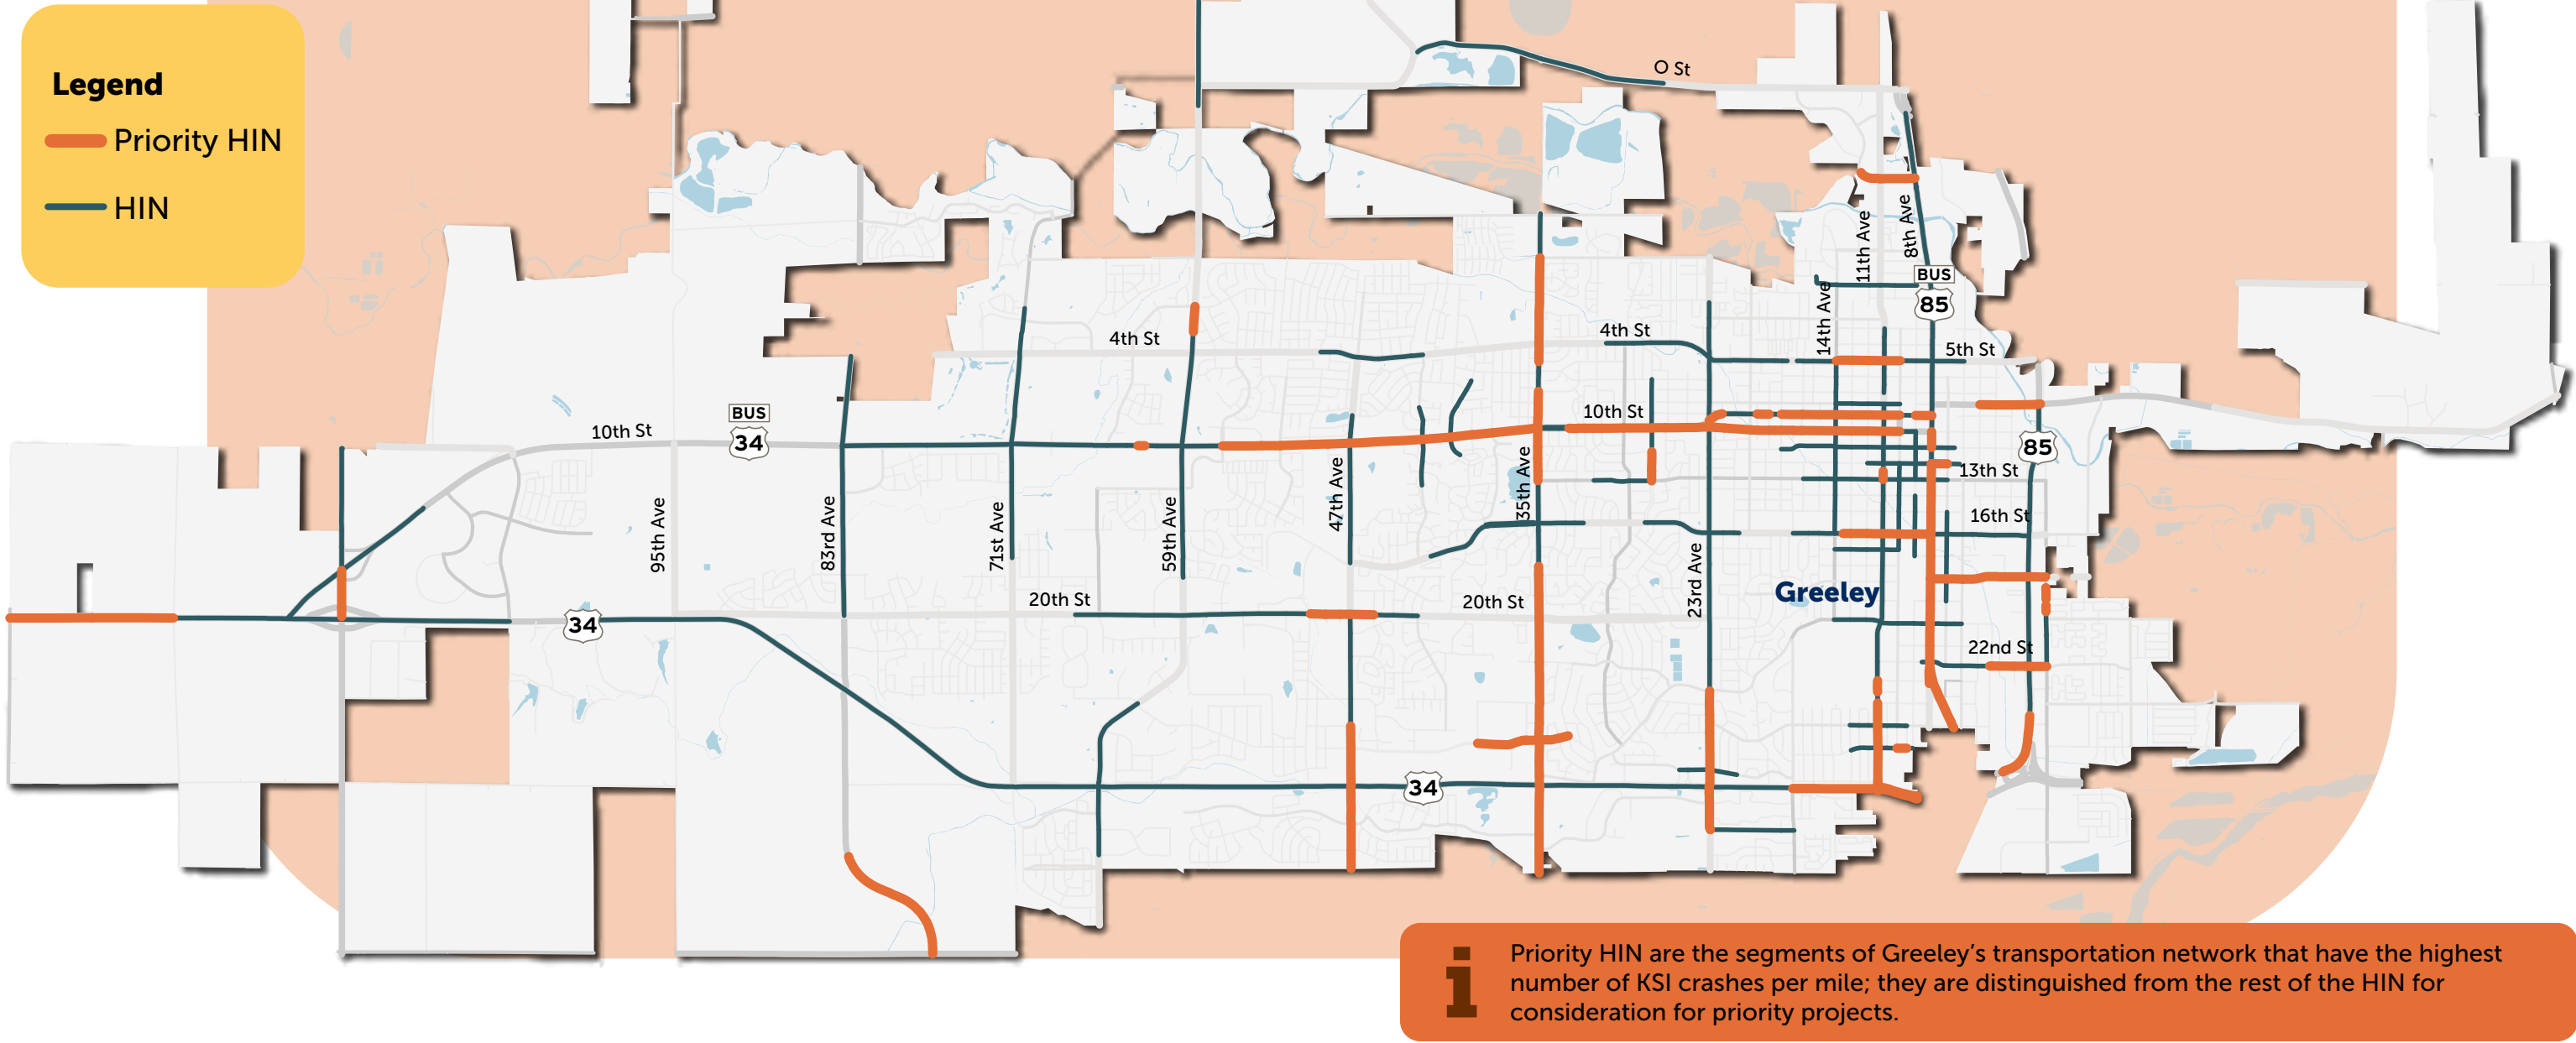 Legend
Priority HIN
HIN
O St
11th Ave
8th Ave
BUS
85
14th Ave
4th St
4th St
5th St
10th St
BUS
34
10th St
85
13th St
95th Ave
83rd Ave
71st Ave
59th Ave
47th Ave
35th Ave
23rd Ave
16th St
Greeley
20th St
20th St
34
22nd St
34
i
Priority HIN are the segments of Greeley’s transportation network that have the highest
number of KSI crashes per mile; they are distinguished from the rest of the HIN for
consideration for priority projects.